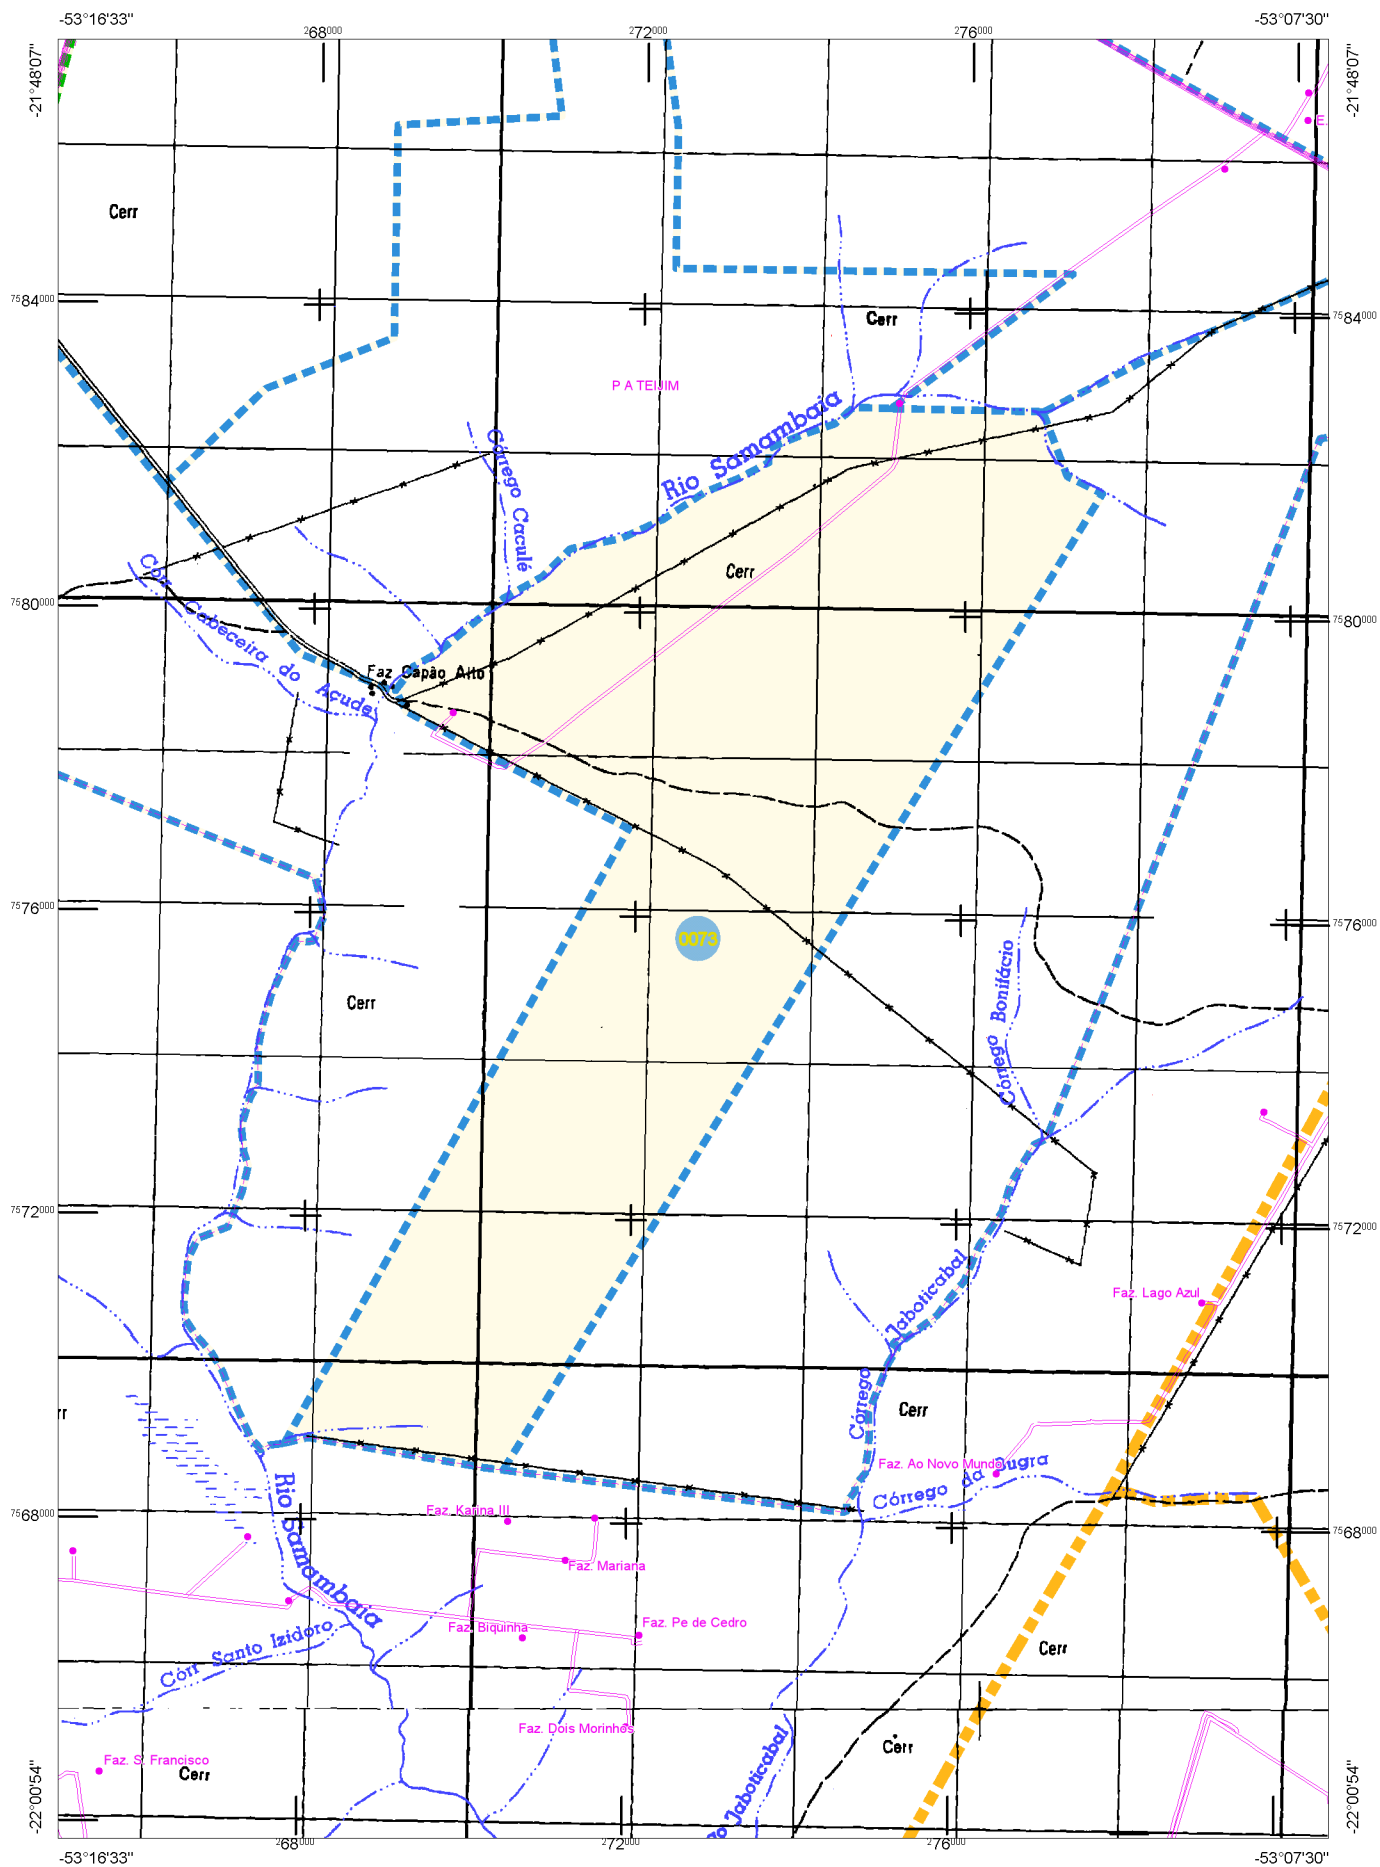 -53°16'33" -53°07'30"
268000 272000 276000
-21°48'07" -21°48'07"
E.
Cerr
7584000 7584000
Cerr
P A TEIJIM
Rio Samambaia
Córrego Caculé
Cerr
Côrr Cabeceira do Açude
7580000 7580000
Faz Capão Alto
7576000 7576000
0073
Córrego Bonifácio
Cerr
7572000 7572000
Faz. Lago Azul
Córrego Jaboticabal
rr
Cerr
Faz. Ao Novo Mundo
Córrego da Bugra
Rio Samambaia
7568000 7568000
Faz. Karina III
Faz. Mariana
Faz. Biquinha
Faz. Pe de Cedro
Côrr Santo Izidoro
Cerr
Faz. Dois Morinhos
Cerr
Faz. S. Francisco
Cerr
go Jaboticabal
-22°00'54" -22°00'54"
268000 272000 276000
-53°16'33" -53°07'30"